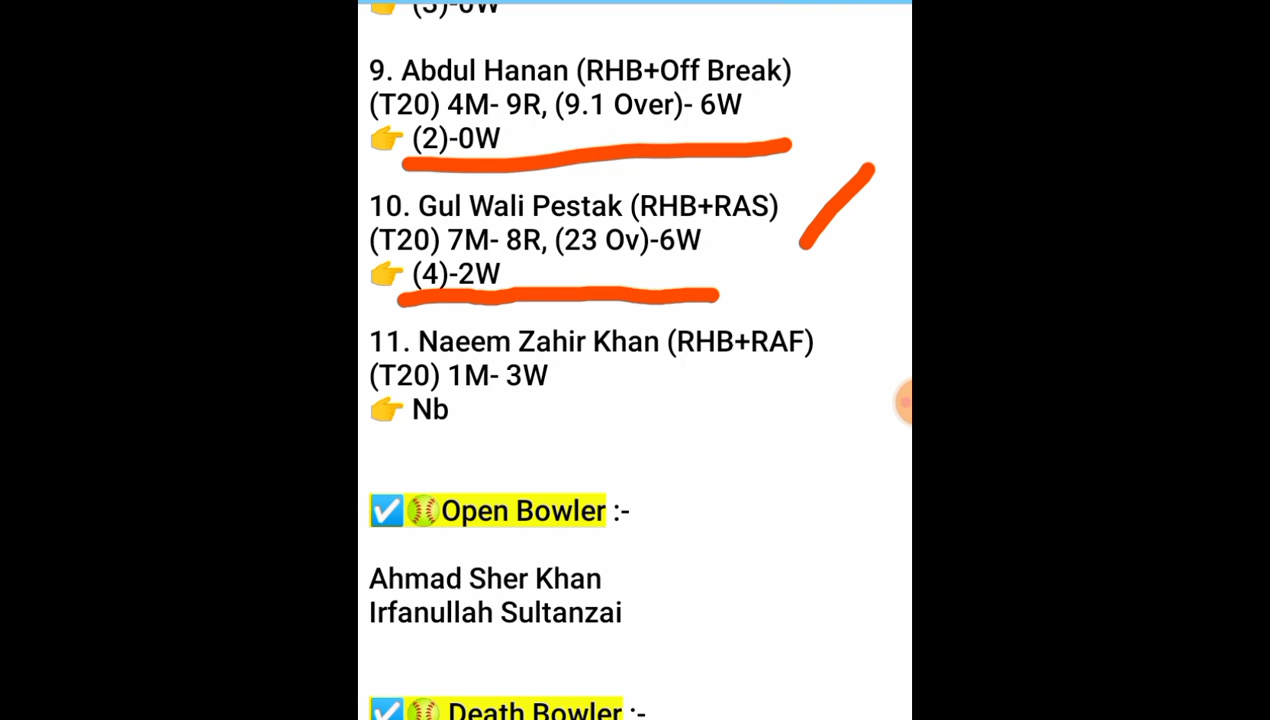 👉 (3)-0W
9. Abdul Hanan (RHB+Off Break)
(T20) 4M- 9R, (9.1 Over)- 6W
👉 (2)-0W
10. Gul Wali Pestak (RHB+RAS)
(T20) 7M- 8R, (23 Ov)-6W
👉 (4)-2W
11. Naeem Zahir Khan (RHB+RAF)
(T20) 1M- 3W
👉 Nb
☑️🥎Open Bowler :-
Ahmad Sher Khan
Irfanullah Sultanzai
☑️🥎 Death Bowler :-